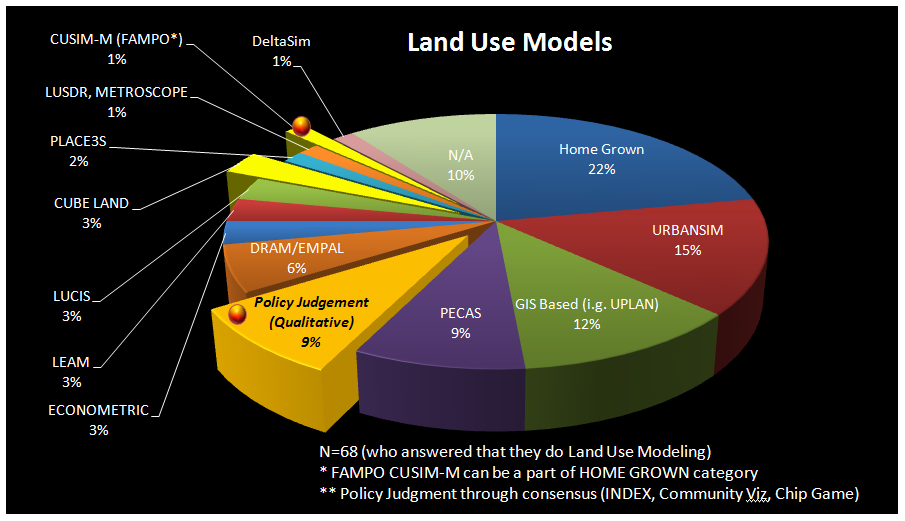 Land Use Models
CUSIM-M (FAMPO*)
1%
DeltaSim
1%
LUSDR, METROSCOPE
1%
PLACE3S
2%
CUBE LAND
3%
LUCIS
3%
LEAM
3%
ECONOMETRIC
3%
N/A
10%
Home Grown
22%
URBANSIM
15%
GIS Based (i.g. UPLAN)
12%
PECAS
9%
Policy Judgement
(Qualitative)
9%
DRAM/EMPAL
6%
N=68 (who answered that they do Land Use Modeling)
* FAMPO CUSIM-M can be a part of HOME GROWN category
** Policy Judgment through consensus (INDEX, Community Viz, Chip Game)